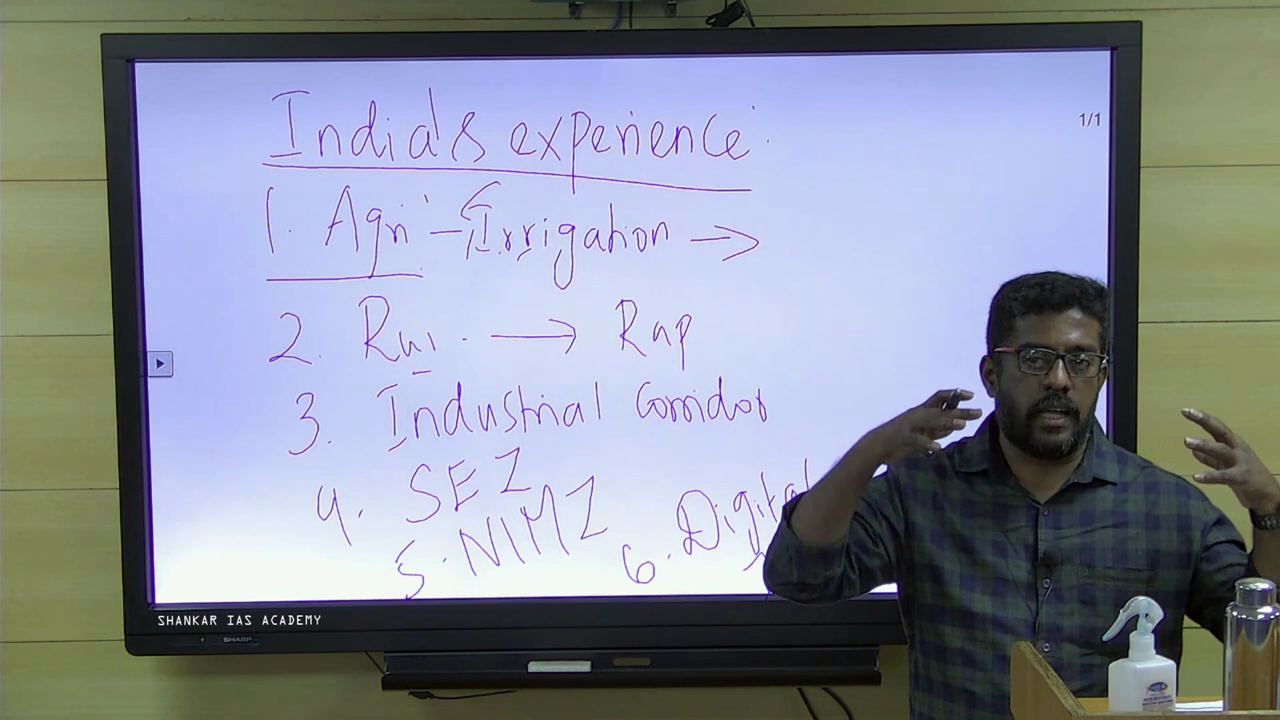 India's experience
1. Agri - Irrigation →
2. Rur. → Rap
3. Industrial Corridor
4. SEZ
5. NIMZ
6. Digital
1/1
SHANKAR IAS ACADEMY
SHARP